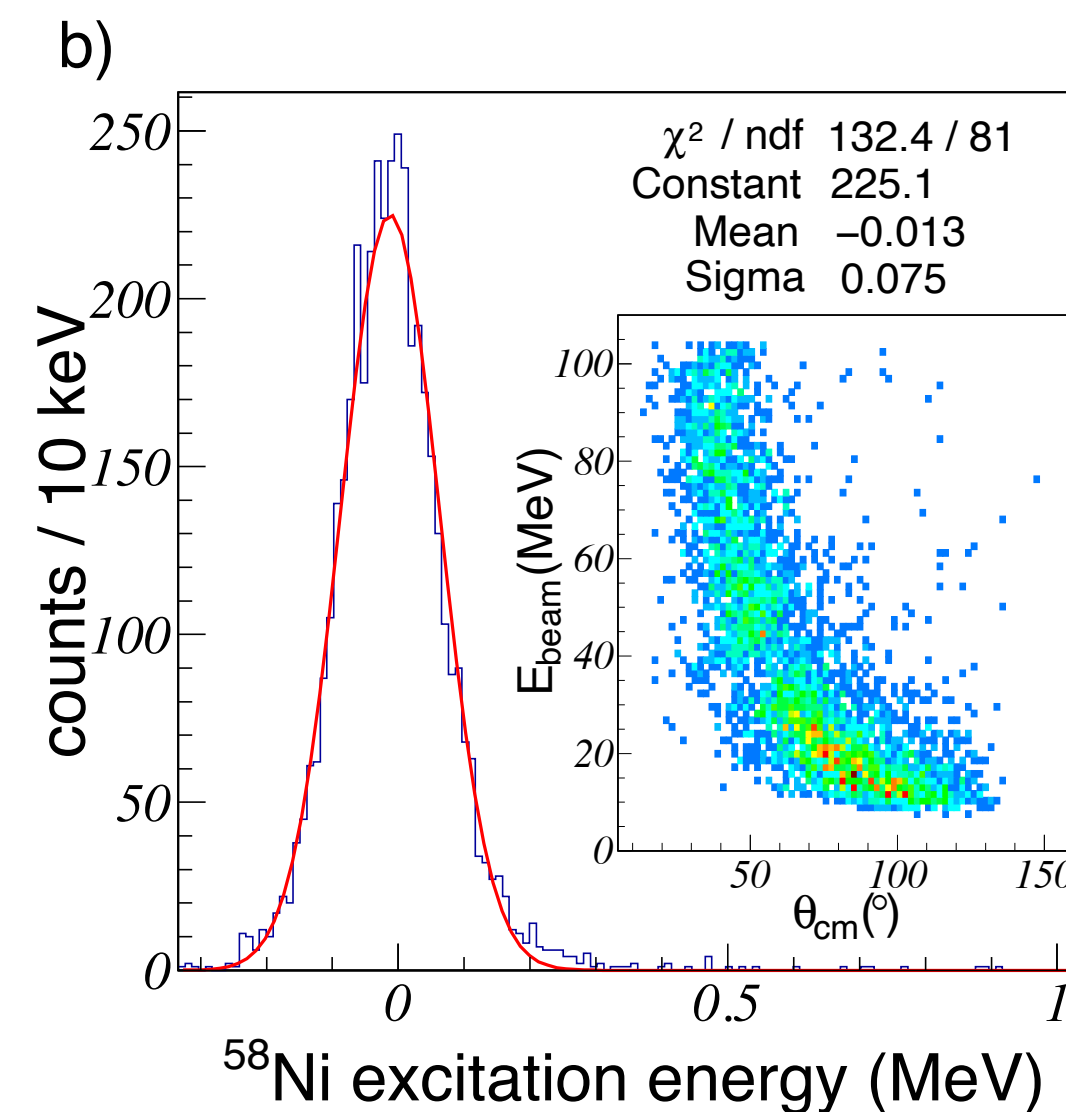 b)
χ² / ndf 132.4 / 81
Constant 225.1
Mean −0.013
Sigma 0.075
counts / 10 keV
250
200
150
100
50
0
E_beam(MeV)
100
80
60
40
20
0
50 100 150
θ_cm(°)
0 0.5 1
⁵⁸Ni excitation energy (MeV)